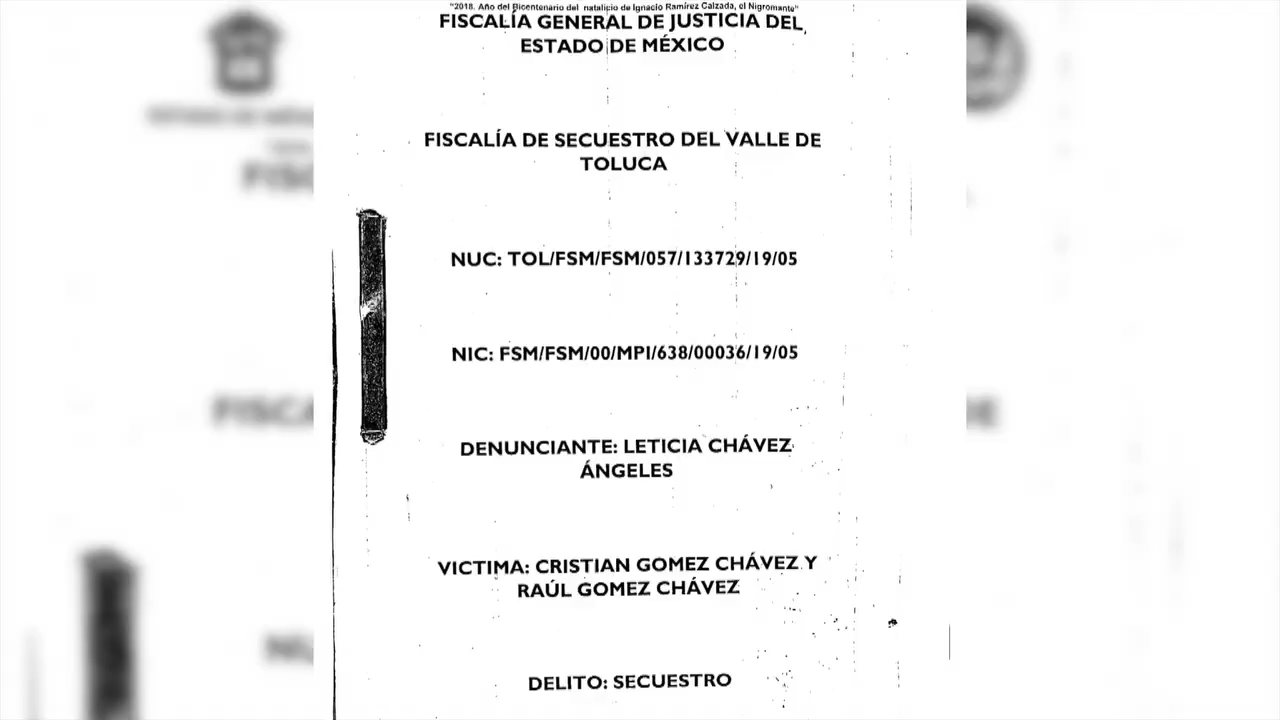 "2018. Año del Bicentenario del natalicio de Ignacio Ramírez Calzada, el Nigromante"
FISCALÍA GENERAL DE JUSTICIA DEL
ESTADO DE MÉXICO
FISCALÍA DE SECUESTRO DEL VALLE DE
TOLUCA
NUC: TOL/FSM/FSM/057/133729/19/05
NIC: FSM/FSM/00/MPI/638/00036/19/05
DENUNCIANTE: LETICIA CHÁVEZ
ÁNGELES
VICTIMA: CRISTIAN GOMEZ CHÁVEZ Y
RAÚL GOMEZ CHÁVEZ
DELITO: SECUESTRO